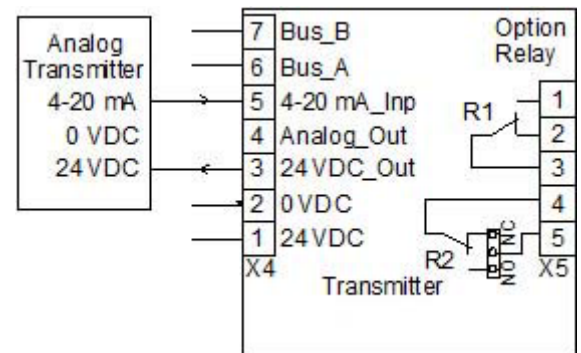 Analog
Transmitter
4-20 mA
0 VDC
24 VDC
7 Bus_B
6 Bus_A
5 4-20 mA_Inp
4 Analog_Out
3 24 VDC_Out
2 0 VDC
1 24 VDC
X4
Transmitter
Option
Relay
R1
1
2
3
4
5
R2
NC
NO
X5